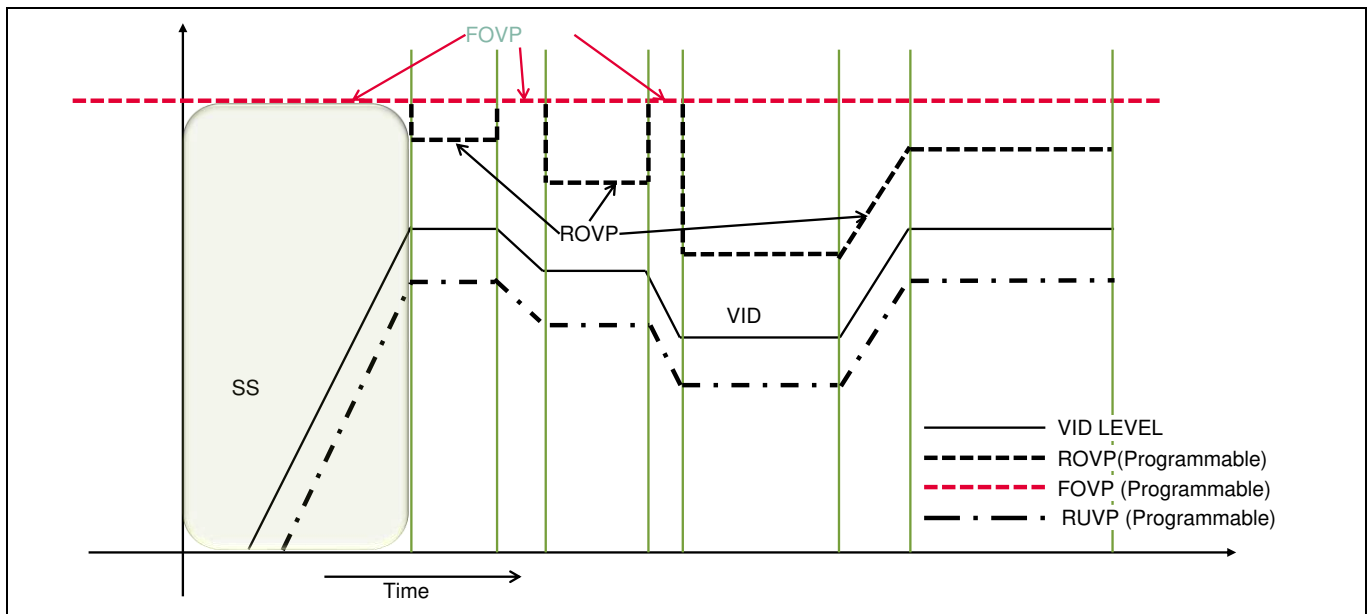 FOVP
ROVP
VID
SS
VID LEVEL
ROVP(Programmable)
FOVP (Programmable)
RUVP (Programmable)
Time